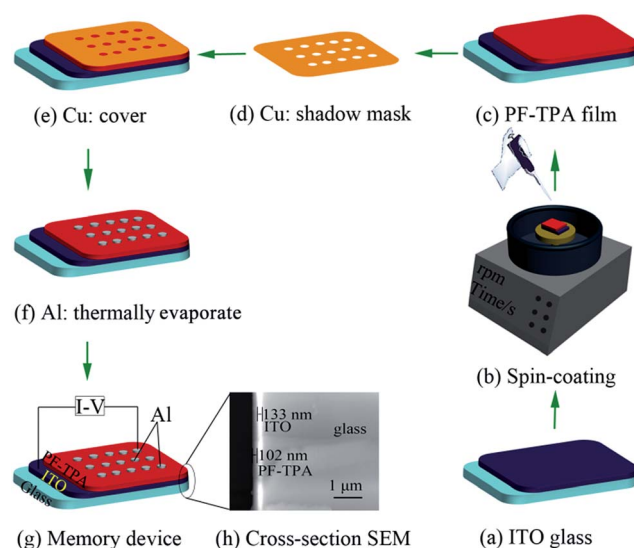 (e) Cu: cover
(d) Cu: shadow mask
(c) PF-TPA film
rpm
Time/s
(f) Al: thermally evaporate
(b) Spin-coating
I-V
Al
PF-TPA
ITO
Glass
133 nm
ITO
glass
102 nm
PF-TPA
1 μm
(g) Memory device
(h) Cross-section SEM
(a) ITO glass